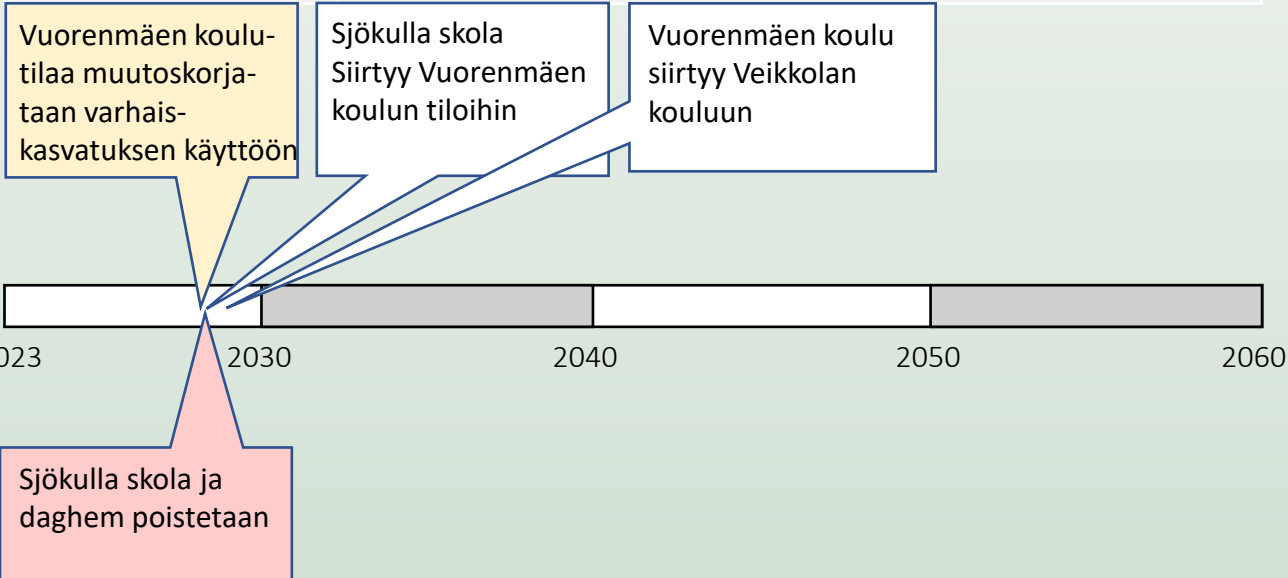 Vuorenmäen koulu-
tilaa muutoskorja-
taan varhais-
kasvatuksen käyttöön
Sjökulla skola
Siirtyy Vuorenmäen
koulun tiloihin
Vuorenmäen koulu
siirtyy Veikkolan
kouluun
023 2030 2040 2050 2060
Sjökulla skola ja
daghem poistetaan